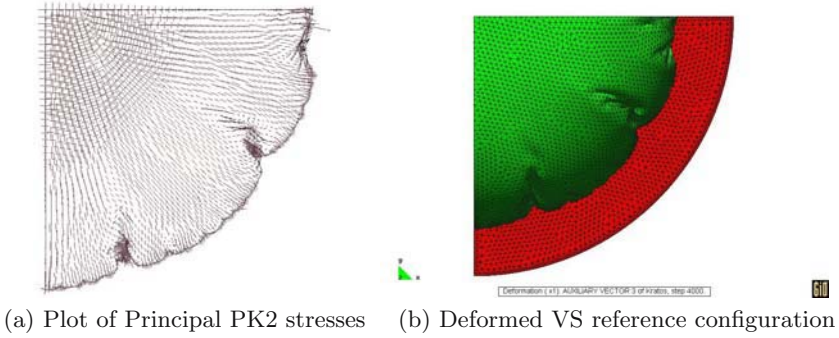 y
x
Deformation ( x1): AUXILIARY VECTOR 3 of Kratos, step 4000.
GiD
(a) Plot of Principal PK2 stresses (b) Deformed VS reference configuration